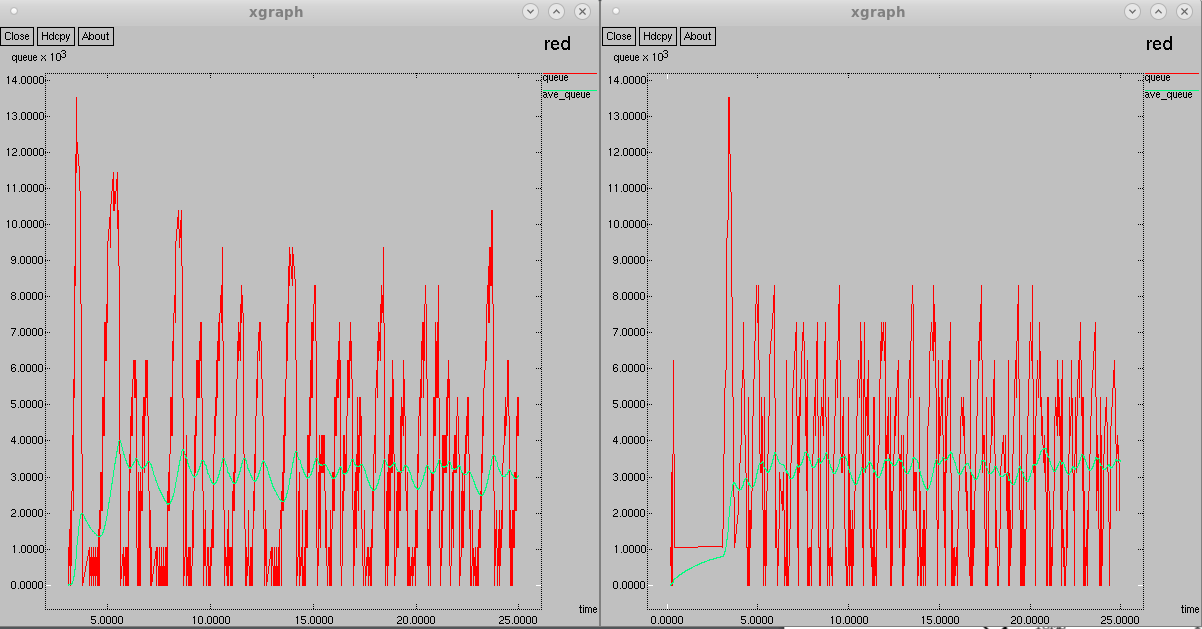 xgraph
Close Hdcpy About
red
queue x 10^3
queue
ave_queue
14.0000
13.0000
12.0000
11.0000
10.0000
9.0000
8.0000
7.0000
6.0000
5.0000
4.0000
3.0000
2.0000
1.0000
0.0000
time
5.0000 10.0000 15.0000 20.0000 25.0000
xgraph
Close Hdcpy About
red
queue x 10^3
queue
ave_queue
14.0000
13.0000
12.0000
11.0000
10.0000
9.0000
8.0000
7.0000
6.0000
5.0000
4.0000
3.0000
2.0000
1.0000
0.0000
time
0.0000 5.0000 10.0000 15.0000 20.0000 25.0000